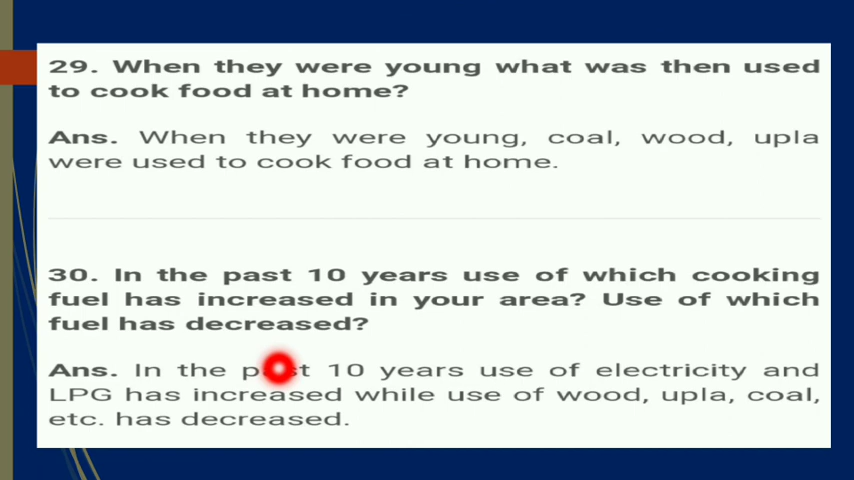 29. When they were young what was then used
to cook food at home?
Ans. When they were young, coal, wood, upla
were used to cook food at home.
30. In the past 10 years use of which cooking
fuel has increased in your area? Use of which
fuel has decreased?
Ans. In the past 10 years use of electricity and
LPG has increased while use of wood, upla, coal,
etc. has decreased.